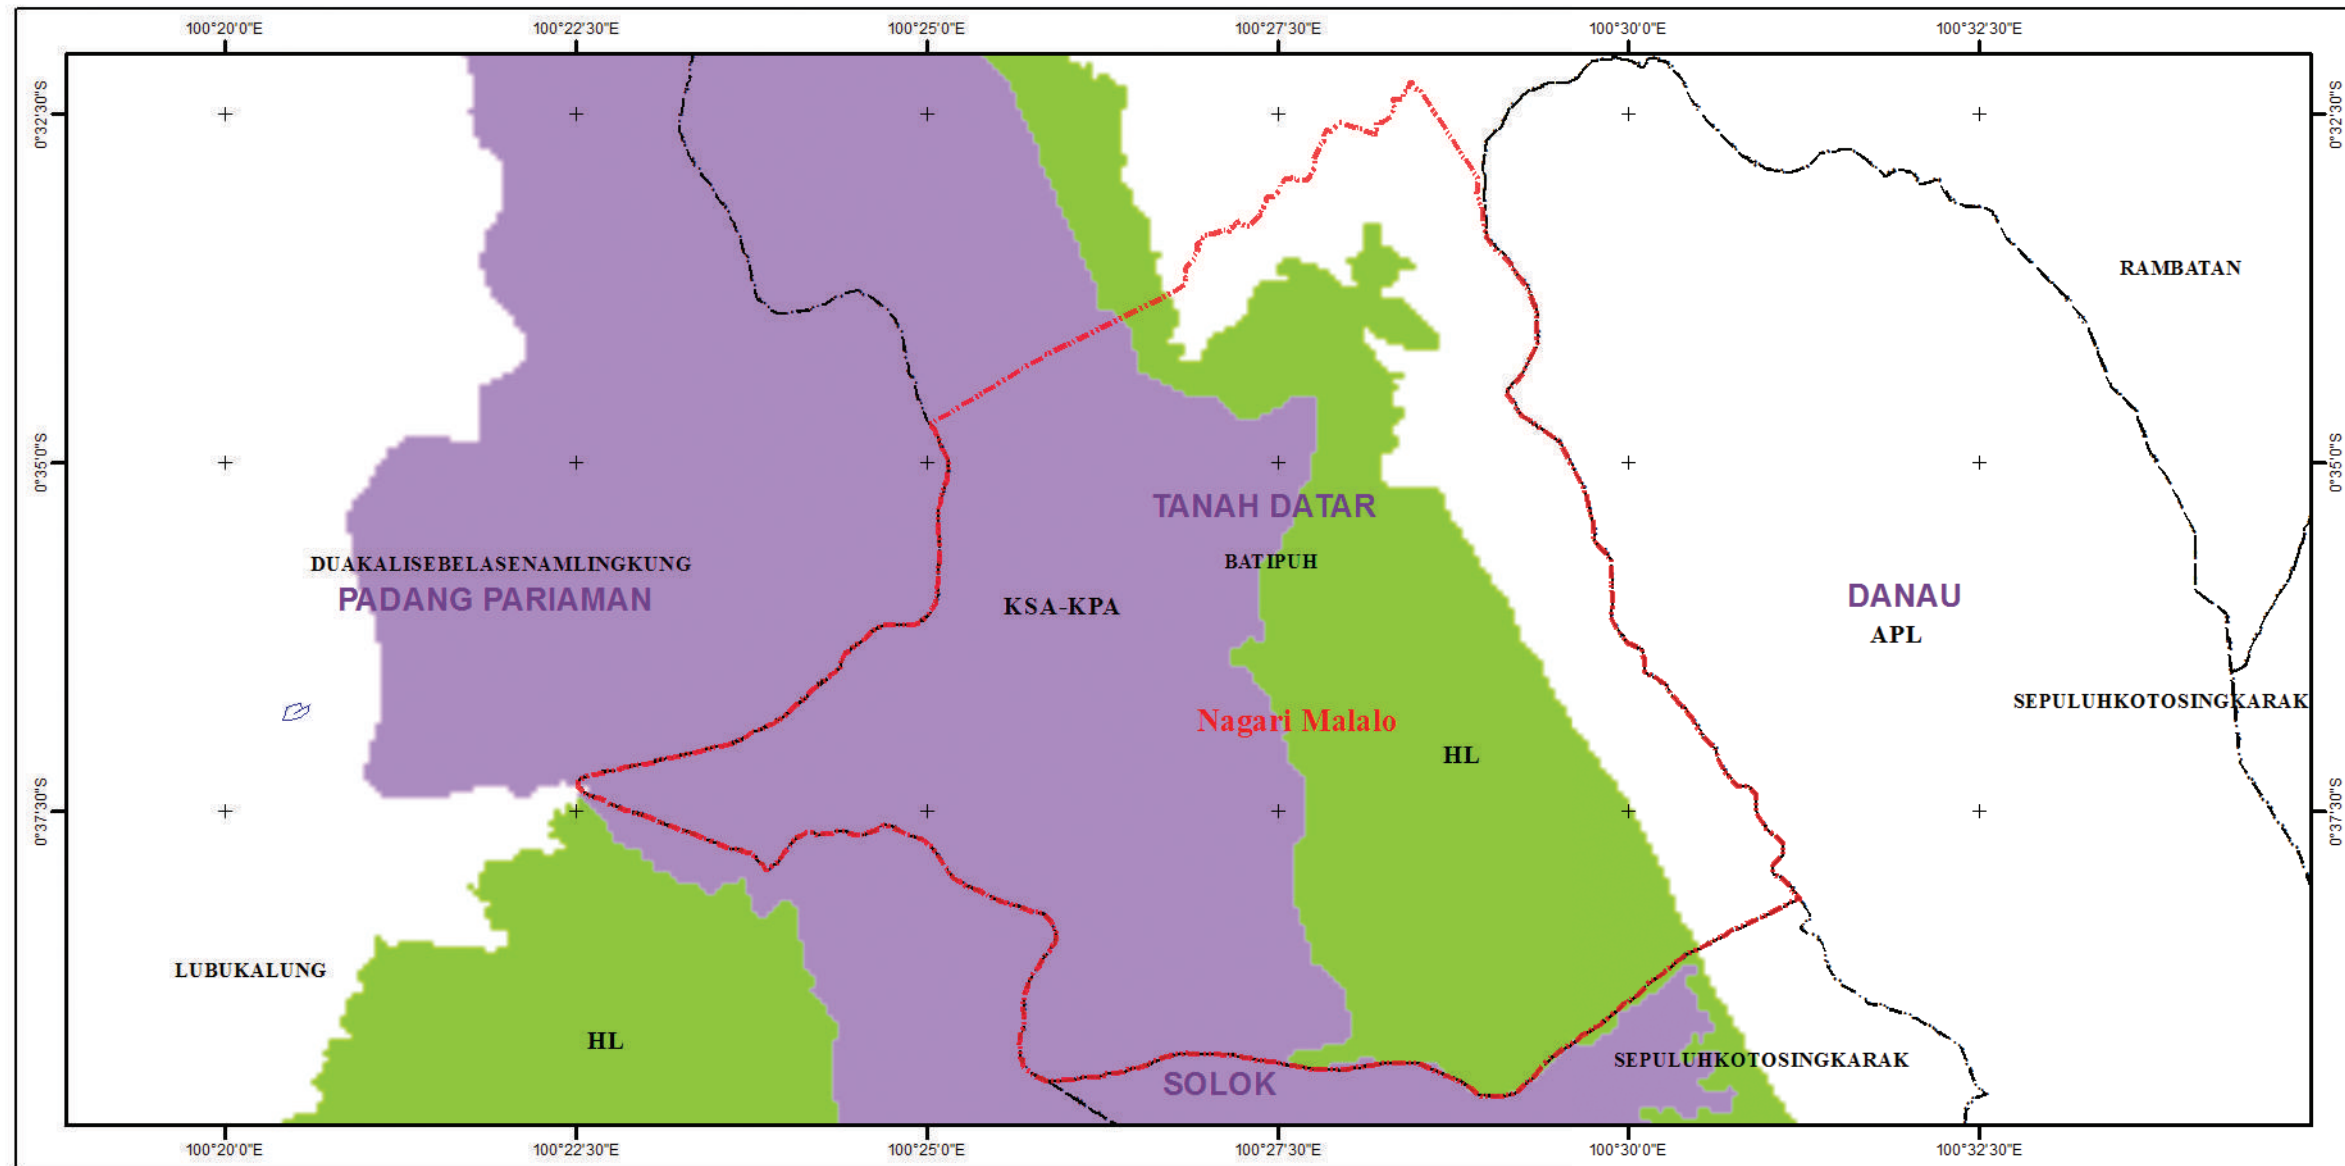 100°20'0"E 100°22'30"E 100°25'0"E 100°27'30"E 100°30'0"E 100°32'30"E
0°32'30"S 0°32'30"S
RAMBATAN
0°35'0"S 0°35'0"S
TANAH DATAR
DUAKALISEBELASENAMLINGKUNG BATIPUH
PADANG PARIAMAN KSA-KPA DANAU
APL
SEPULUHKOTOSINGKARAK
Nagari Malalo
HL
0°37'30"S 0°37'30"S
LUBUKALUNG
HL
SEPULUHKOTOSINGKARAK
SOLOK
100°20'0"E 100°22'30"E 100°25'0"E 100°27'30"E 100°30'0"E 100°32'30"E